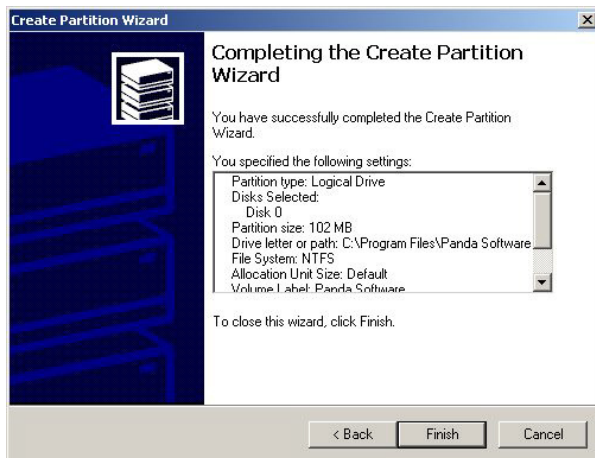 Create Partition Wizard
Completing the Create Partition
Wizard
You have successfully completed the Create Partition
Wizard.
You specified the following settings:
Partition type: Logical Drive
Disks Selected:
Disk 0
Partition size: 102 MB
Drive letter or path: C:\Program Files\Panda Software
File System: NTFS
Allocation Unit Size: Default
Volume Label: Panda Software
To close this wizard, click Finish.
< Back
Finish
Cancel